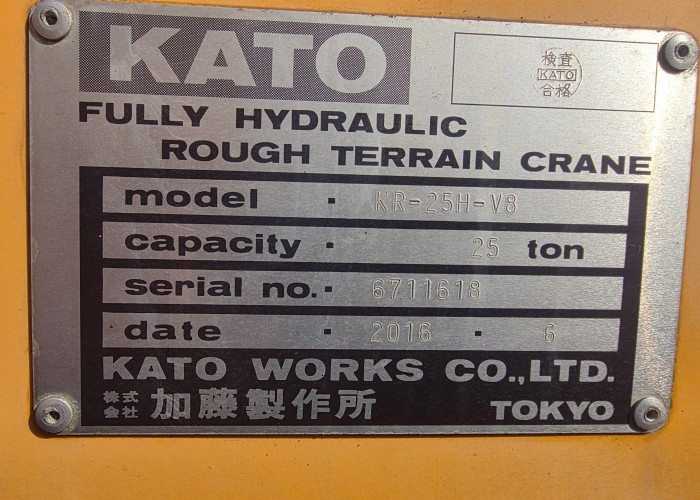 KATO
検査
KATO
合格
FULLY HYDRAULIC
ROUGH TERRAIN CRANE
model · KR-25H-V8
capacity · 25 ton
serial no. · 6711618
date · 2016 · 6
KATO WORKS CO.,LTD.
株式会社 加藤製作所 TOKYO